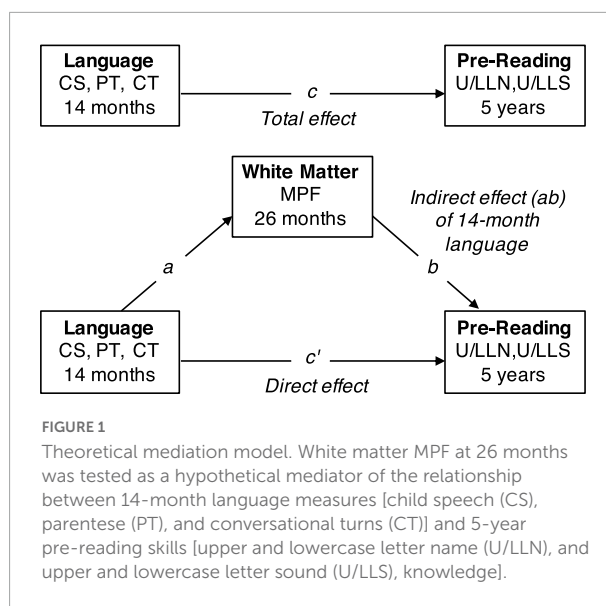 Language
CS, PT, CT
14 months
c
Total effect
Pre-Reading
U/LLN,U/LLS
5 years
White Matter
MPF
26 months
Indirect effect (ab)
of 14-month
language
a
b
Language
CS, PT, CT
14 months
c'
Direct effect
Pre-Reading
U/LLN,U/LLS
5 years
FIGURE 1
Theoretical mediation model. White matter MPF at 26 months
was tested as a hypothetical mediator of the relationship
between 14-month language measures [child speech (CS),
parentese (PT), and conversational turns (CT)] and 5-year
pre-reading skills [upper and lowercase letter name (U/LLN), and
upper and lowercase letter sound (U/LLS), knowledge].